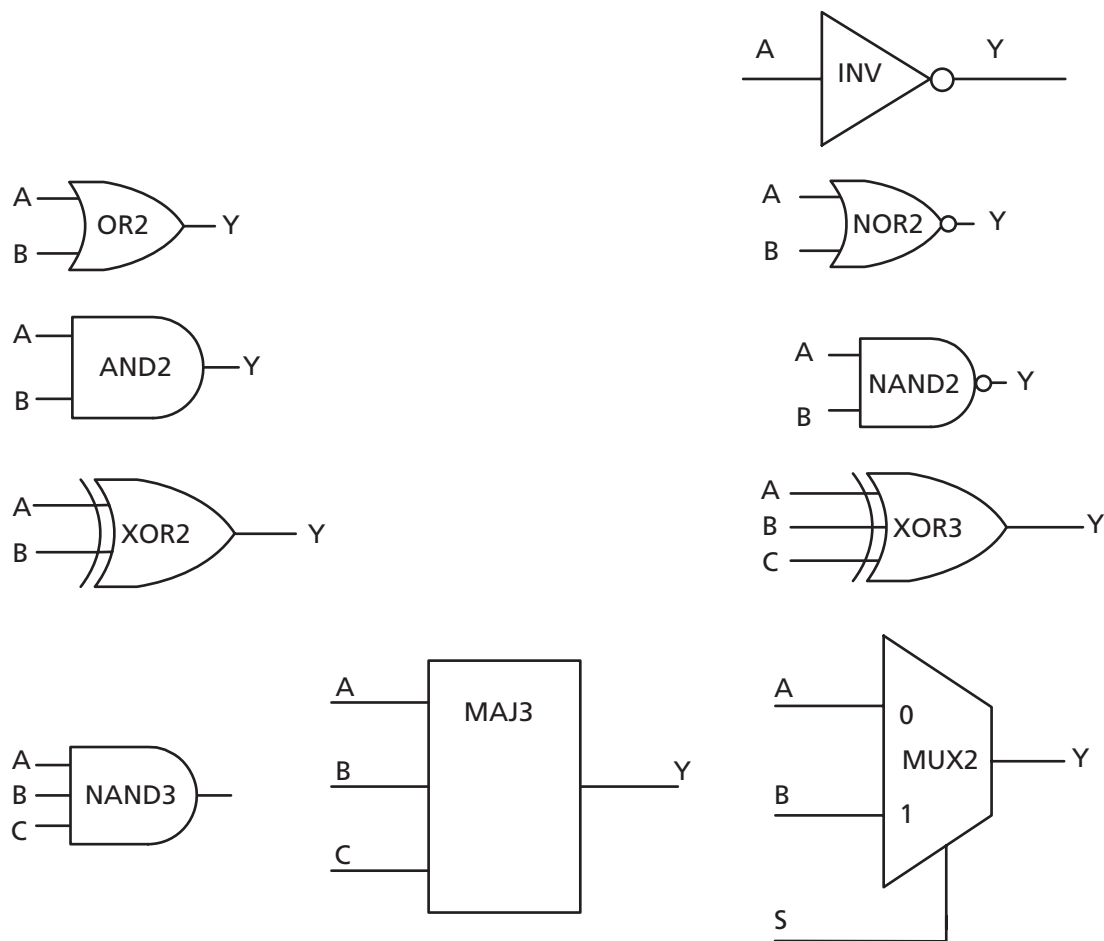 A INV Y
A OR2 Y
B
A NOR2 Y
B
A AND2 Y
B
A NAND2 Y
B
A XOR2 Y
B
A
B XOR3 Y
C
A
B NAND3
C
A MAJ3
B Y
C
A 0
MUX2 Y
B 1
S